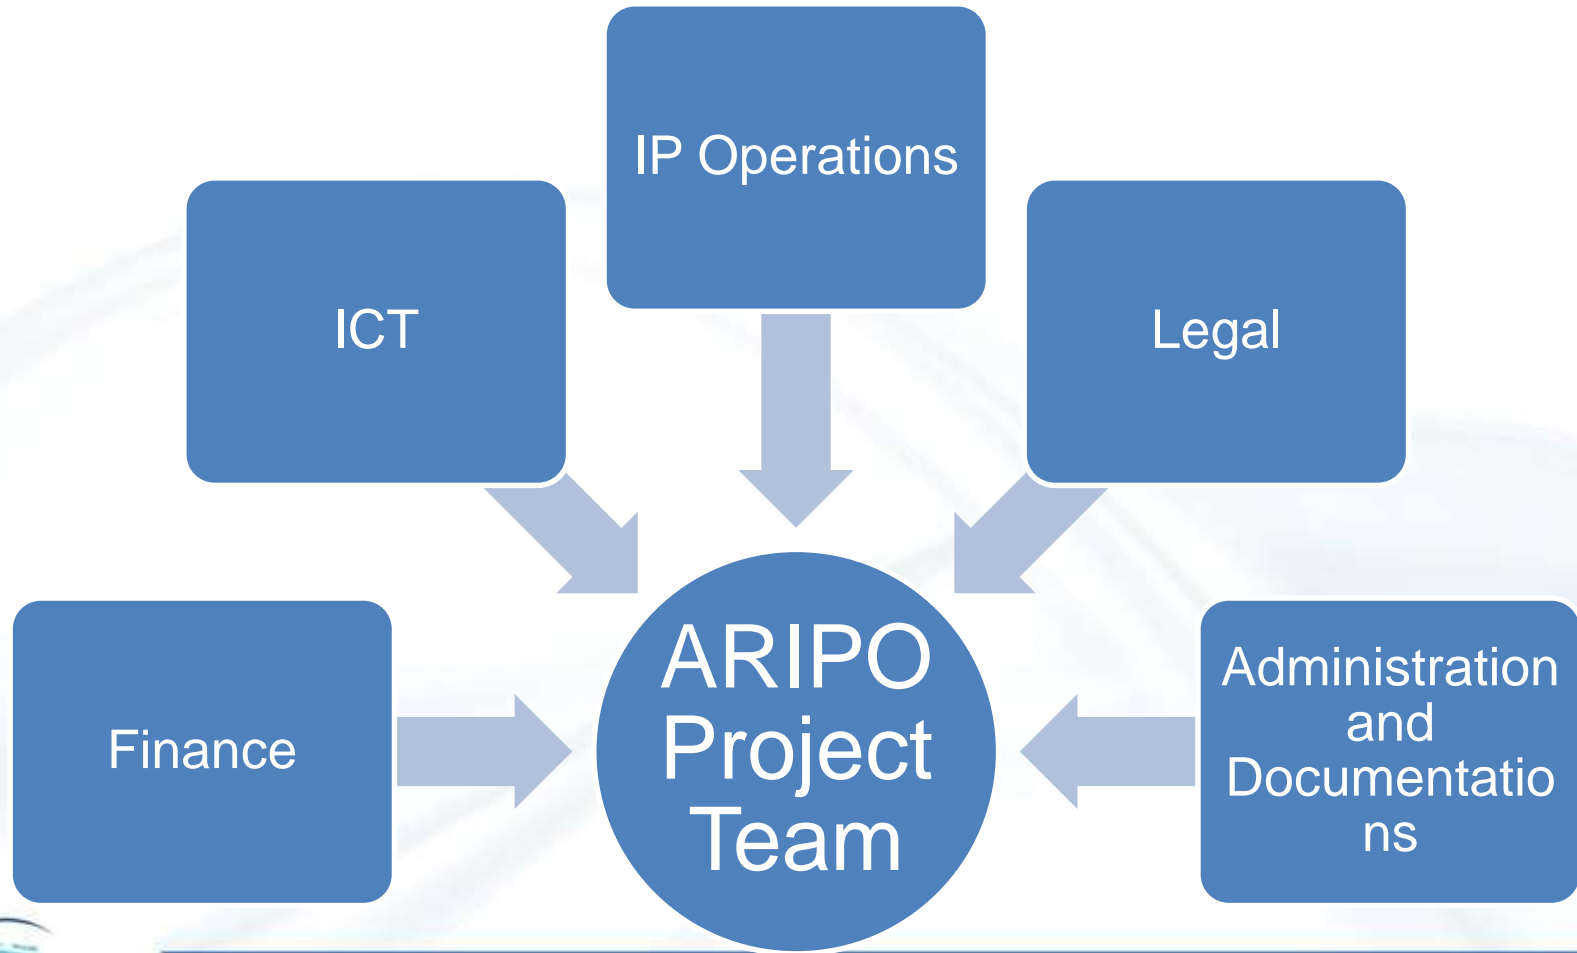 IP Operations
ICT
Legal
Finance
ARIPO
Project
Team
Administration
and
Documentatio
ns